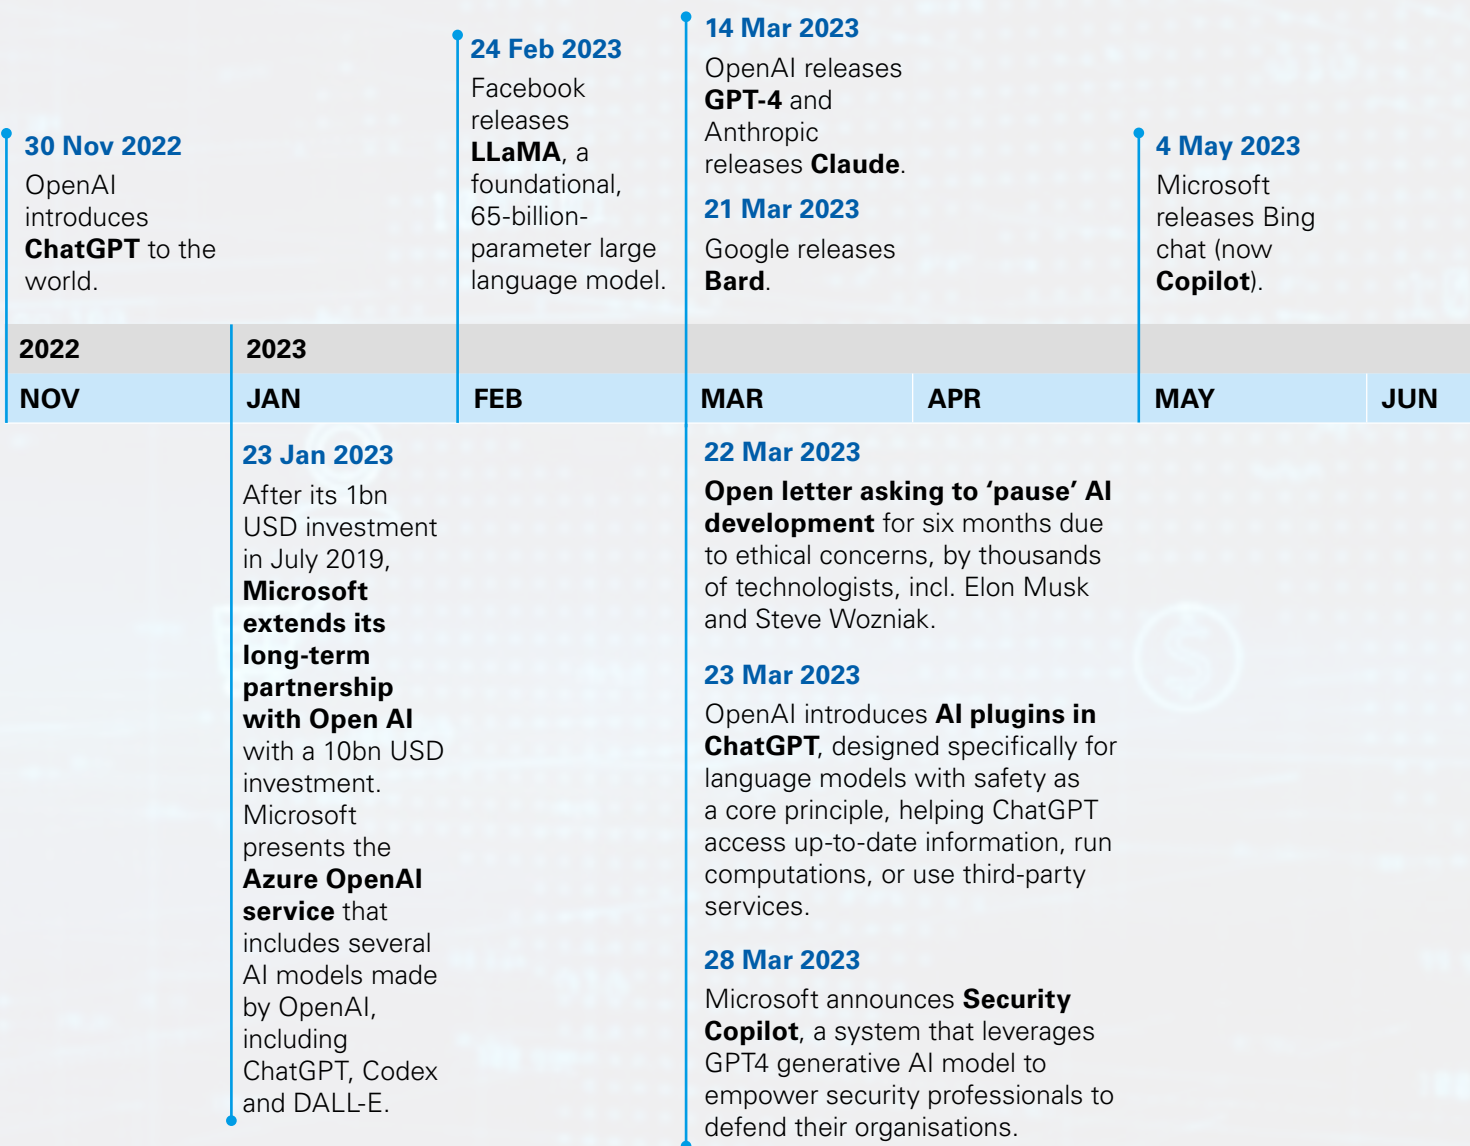 30 Nov 2022
OpenAI
introduces
ChatGPT to the
world.
24 Feb 2023
Facebook
releases
LLaMA, a
foundational,
65-billion-
parameter large
language model.
14 Mar 2023
OpenAI releases
GPT-4 and
Anthropic
releases Claude.
21 Mar 2023
Google releases
Bard.
4 May 2023
Microsoft
releases Bing
chat (now
Copilot).
2022 2023
NOV JAN FEB MAR APR MAY JUN
23 Jan 2023
After its 1bn
USD investment
in July 2019,
Microsoft
extends its
long-term
partnership
with Open AI
with a 10bn USD
investment.
Microsoft
presents the
Azure OpenAI
service that
includes several
AI models made
by OpenAI,
including
ChatGPT, Codex
and DALL-E.
22 Mar 2023
Open letter asking to ‘pause’ AI
development for six months due
to ethical concerns, by thousands
of technologists, incl. Elon Musk
and Steve Wozniak.
23 Mar 2023
OpenAI introduces AI plugins in
ChatGPT, designed specifically for
language models with safety as
a core principle, helping ChatGPT
access up-to-date information, run
computations, or use third-party
services.
28 Mar 2023
Microsoft announces Security
Copilot, a system that leverages
GPT4 generative AI model to
empower security professionals to
defend their organisations.